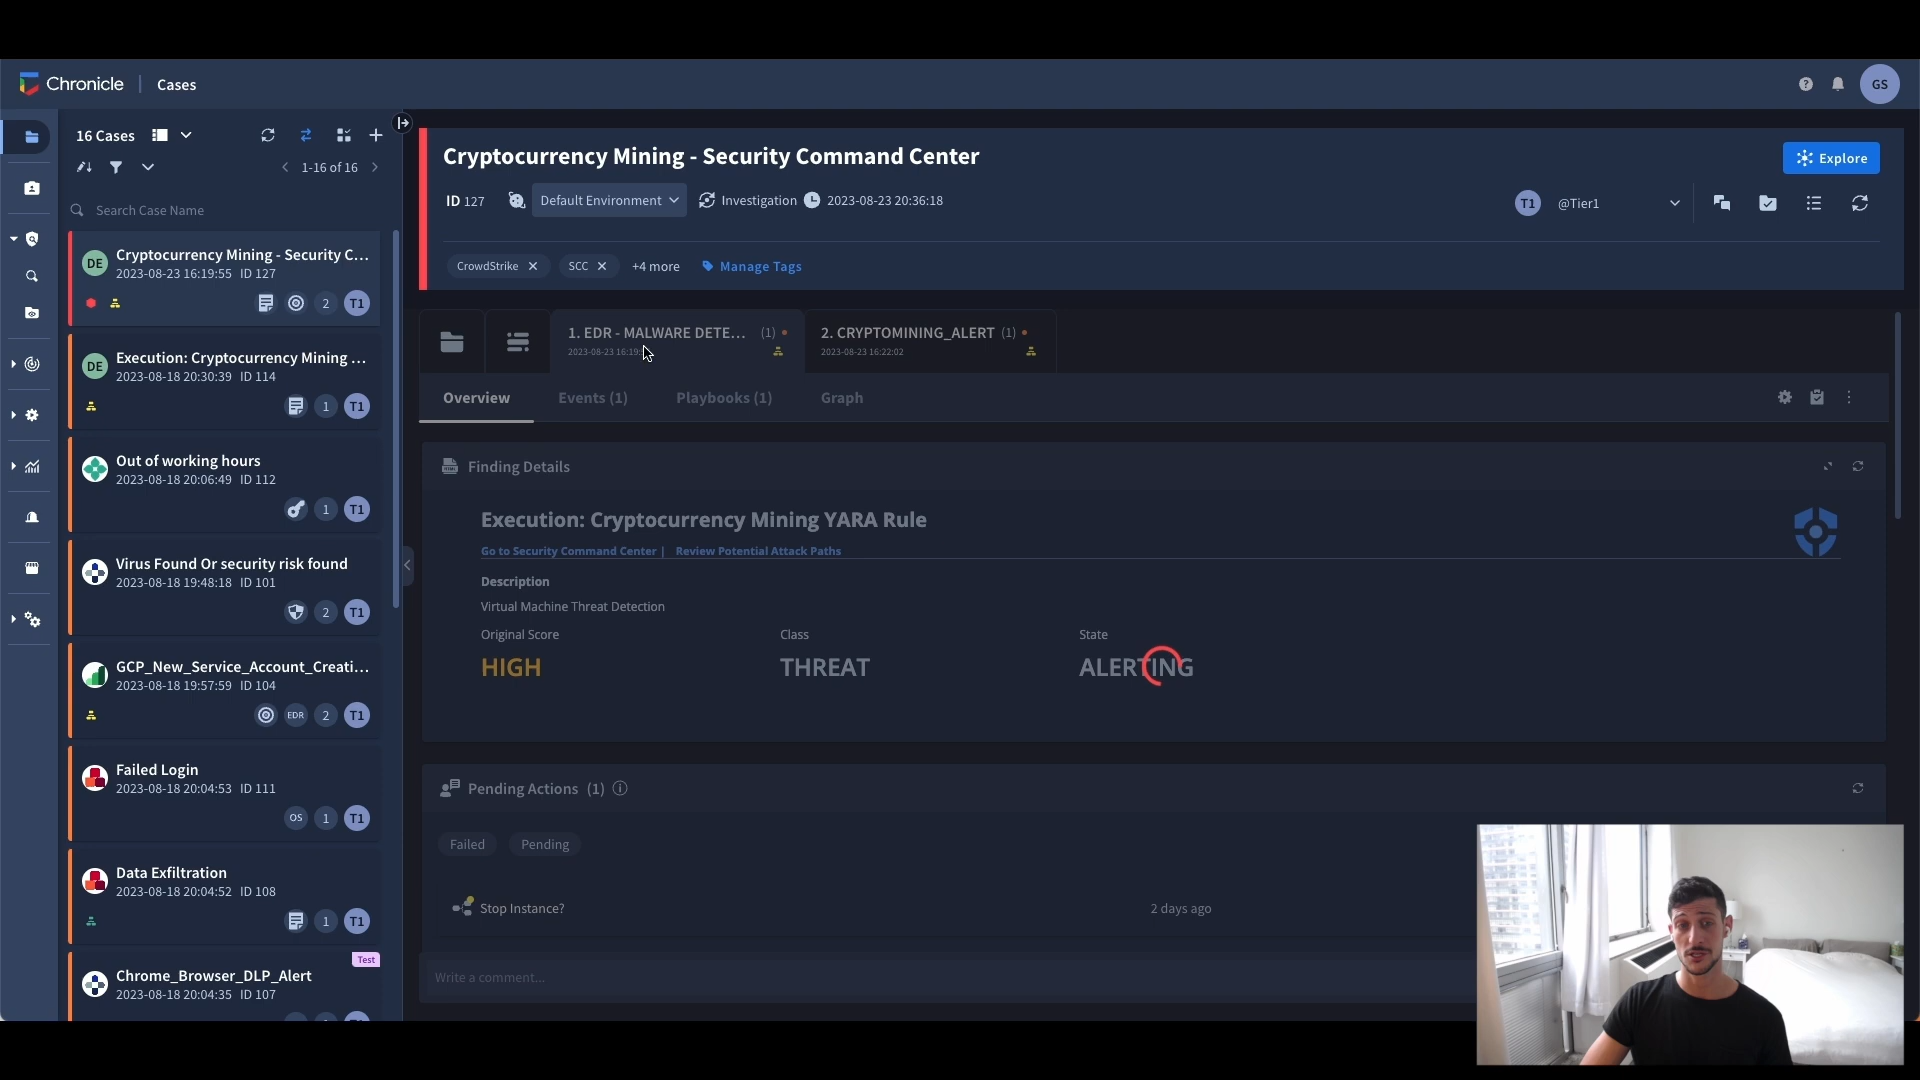 Chronicle
Cases
GS
16 Cases
1-16 of 16
Search Case Name
DE
Cryptocurrency Mining - Security C...
2023-08-23 16:19:55 ID 127
2
T1
DE
Execution: Cryptocurrency Mining ...
2023-08-18 20:30:39 ID 114
1
T1
Out of working hours
2023-08-18 20:06:49 ID 112
1
T1
Virus Found Or security risk found
2023-08-18 19:48:18 ID 101
2
T1
GCP_New_Service_Account_Creati...
2023-08-18 19:57:59 ID 104
EDR
2
T1
Failed Login
2023-08-18 20:04:53 ID 111
OS
1
T1
Data Exfiltration
2023-08-18 20:04:52 ID 108
1
T1
Test
Chrome_Browser_DLP_Alert
2023-08-18 20:04:35 ID 107
Cryptocurrency Mining - Security Command Center
Explore
ID 127
Default Environment
Investigation
2023-08-23 20:36:18
T1
@Tier1
CrowdStrike
SCC
+4 more
Manage Tags
1. EDR - MALWARE DETE... (1)
2023-08-23 16:19
2. CRYPTOMINING_ALERT (1)
2023-08-23 16:22:02
Overview
Events (1)
Playbooks (1)
Graph
Finding Details
Execution: Cryptocurrency Mining YARA Rule
Go to Security Command Center | Review Potential Attack Paths
Description
Virtual Machine Threat Detection
Original Score
Class
State
HIGH
THREAT
ALERTING
Pending Actions (1)
Failed
Pending
Stop Instance?
2 days ago
Write a comment...